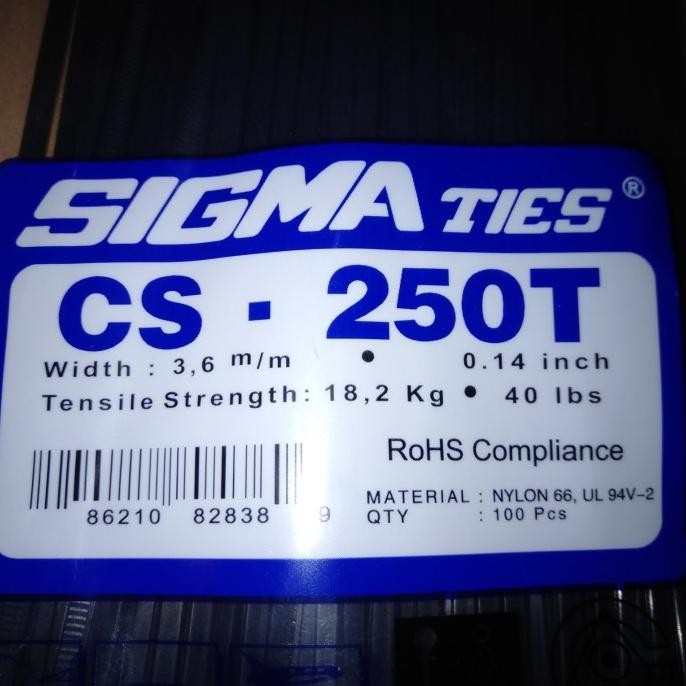 SIGMA TIES ®
CS - 250T
Width : 3,6 m/m • 0.14 inch
Tensile Strength: 18,2 Kg • 40 lbs
RoHS Compliance
86210 82838 9
MATERIAL : NYLON 66, UL 94V-2
QTY : 100 Pcs